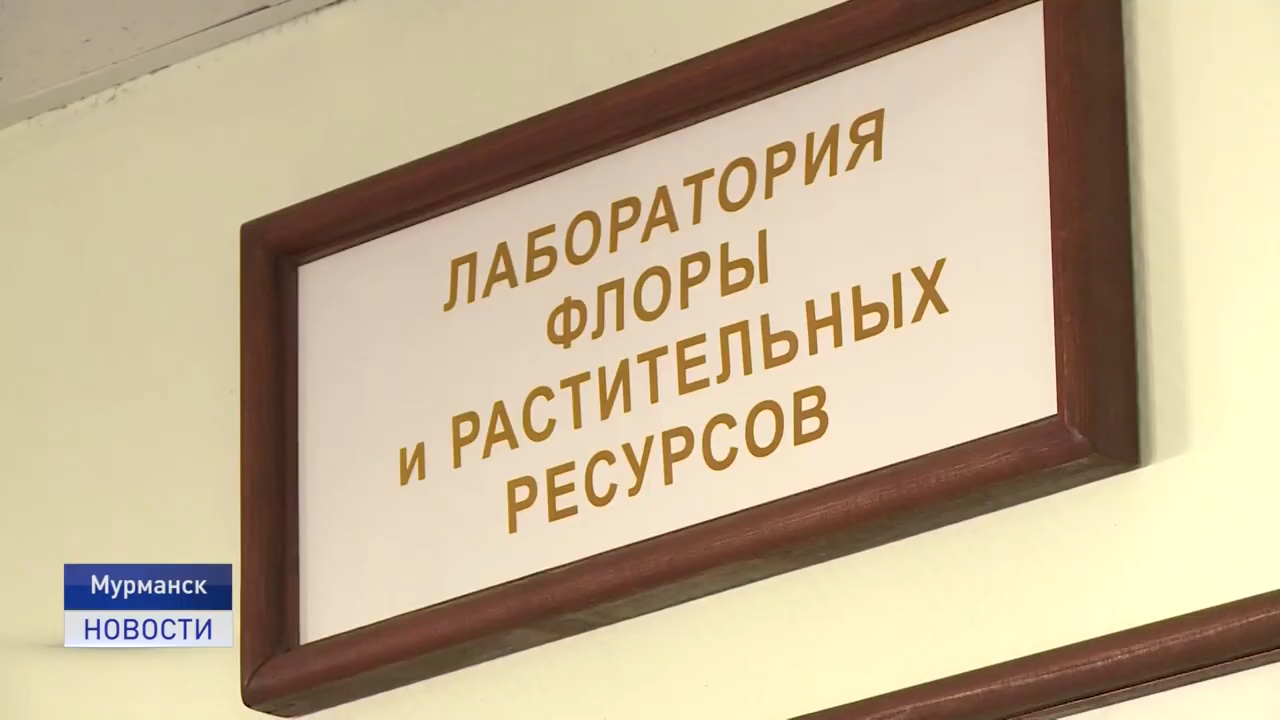 ЛАБОРАТОРИЯ
ФЛОРЫ
и РАСТИТЕЛЬНЫХ
РЕСУРСОВ
Мурманск
НОВОСТИ